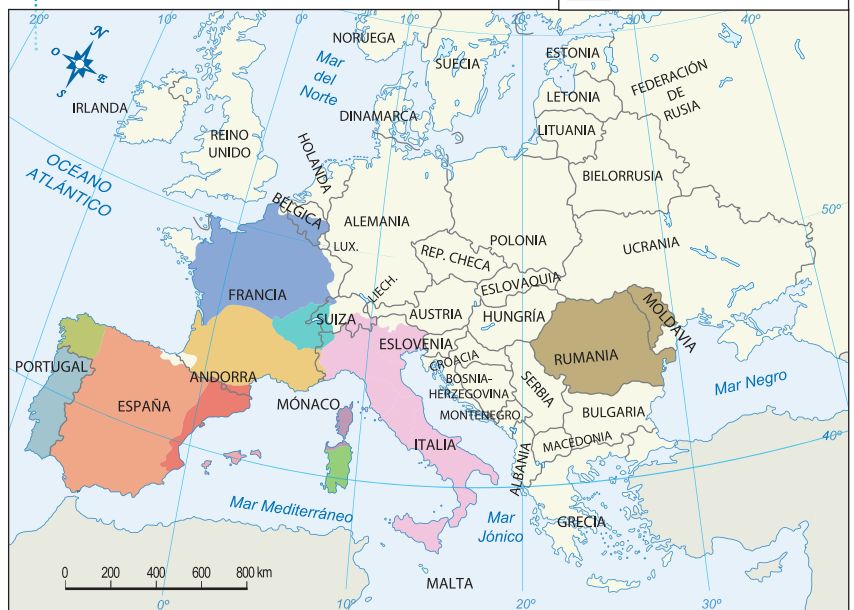 20°
10°
0°
10°
20°
30°
40°
N
O
E
S
NORUEGA
SUECIA
ESTONIA
FEDERACIÓN
DE
RUSIA
Mar
del
Norte
LETONIA
IRLANDA
DINAMARCA
LITUANIA
REINO
UNIDO
HOLANDA
BIELORRUSIA
OCÉANO
ATLÁNTICO
BÉLGICA
ALEMANIA
50°
LUX.
POLONIA
UCRANIA
REP. CHECA
ESLOVAQUIA
LIECH.
FRANCIA
SUIZA
AUSTRIA
HUNGRÍA
MOLDAVIA
ESLOVENIA
CROACIA
RUMANIA
PORTUGAL
ANDORRA
BOSNIA-
HERZEGOVINA
SERBIA
Mar Negro
ESPAÑA
MÓNACO
MONTENEGRO
BULGARIA
ITALIA
MACEDONIA
40°
ALBANIA
Mar Mediterráneo
Mar
Jónico
GRECIA
0 200 400 600 800 km
MALTA
0°
10°
20°
30°